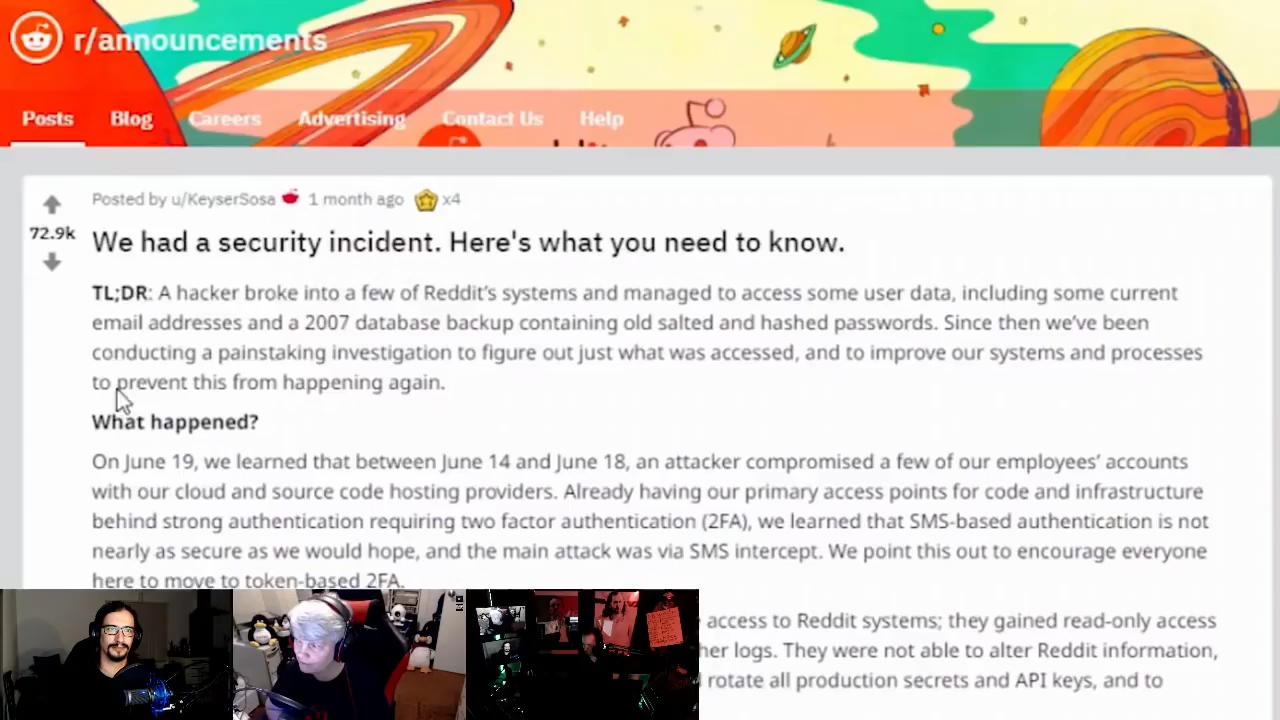 r/announcements
Posts Blog Careers Advertising Contact Us Help
Posted by u/KeyserSosa 1 month ago x4
72.9k
We had a security incident. Here's what you need to know.
TL;DR: A hacker broke into a few of Reddit's systems and managed to access some user data, including some current
email addresses and a 2007 database backup containing old salted and hashed passwords. Since then we've been
conducting a painstaking investigation to figure out just what was accessed, and to improve our systems and processes
to prevent this from happening again.
What happened?
On June 19, we learned that between June 14 and June 18, an attacker compromised a few of our employees' accounts
with our cloud and source code hosting providers. Already having our primary access points for code and infrastructure
behind strong authentication requiring two factor authentication (2FA), we learned that SMS-based authentication is not
nearly as secure as we would hope, and the main attack was via SMS intercept. We point this out to encourage everyone
here to move to token-based 2FA.
access to Reddit systems; they gained read-only access
her logs. They were not able to alter Reddit information,
rotate all production secrets and API keys, and to